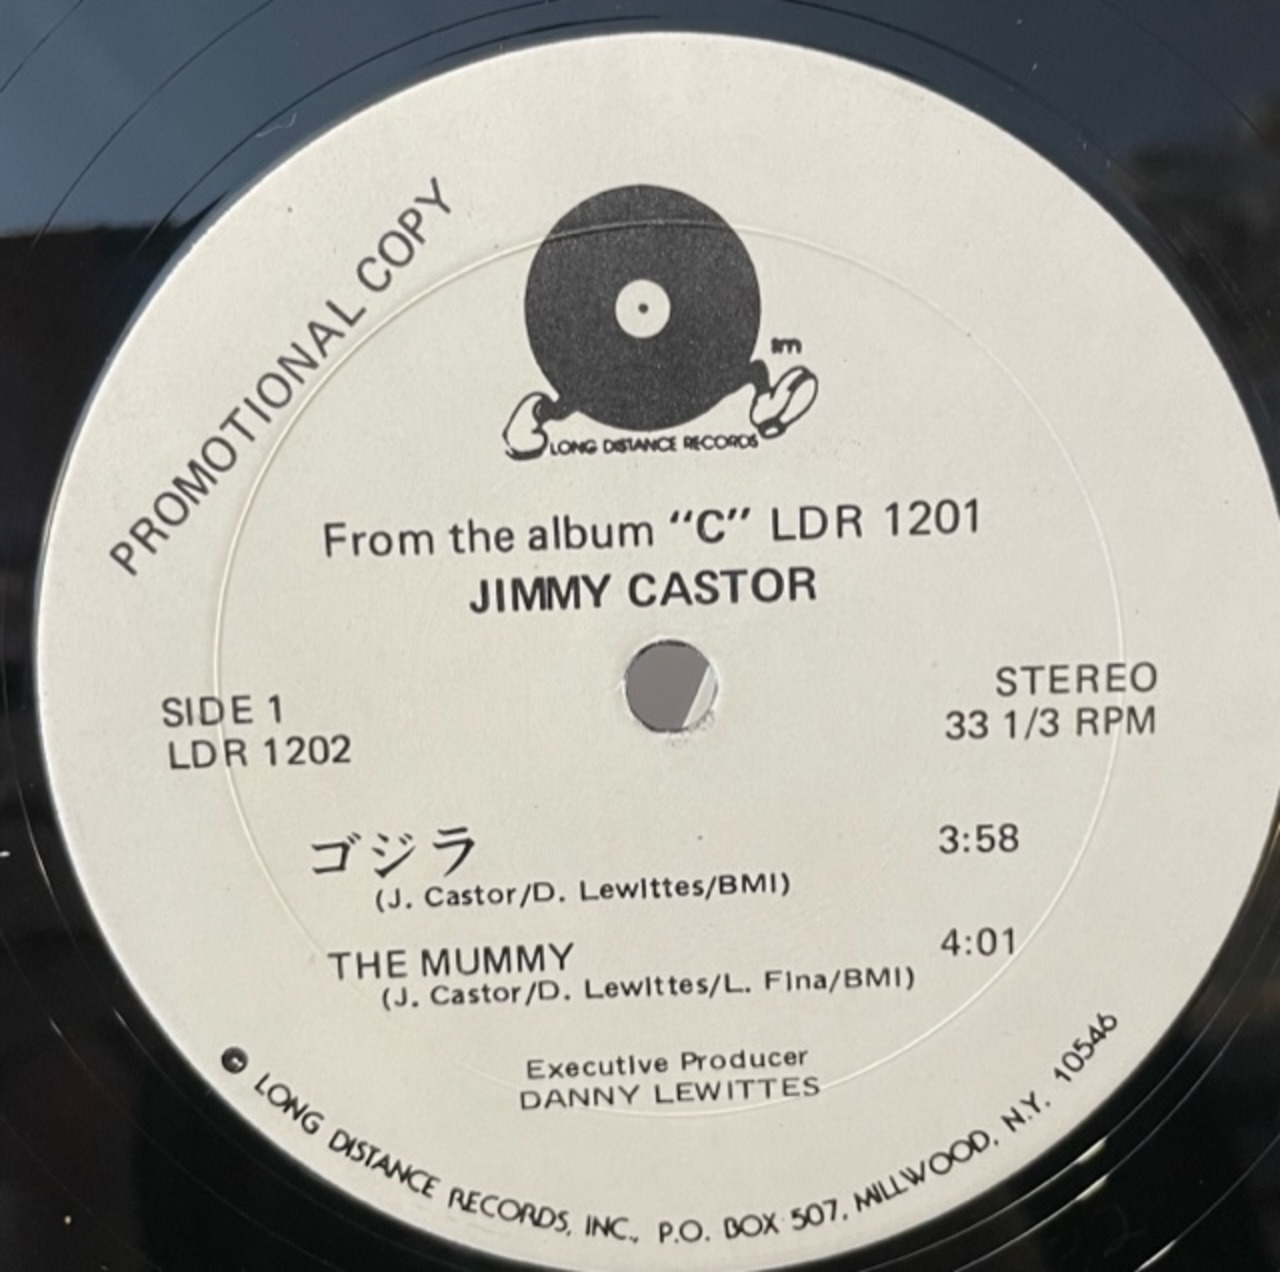 PROMOTIONAL COPY
tm
LONG DISTANCE RECORDS
From the album "C" LDR 1201
JIMMY CASTOR
SIDE 1
LDR 1202
STEREO
33 1/3 RPM
ゴジラ 3:58
(J. Castor/D. Lewittes/BMI)
THE MUMMY 4:01
(J. Castor/D. Lewittes/L. Fina/BMI)
Executive Producer
DANNY LEWITTES
© LONG DISTANCE RECORDS, INC., P.O. BOX 507, MILLWOOD, N.Y. 10546